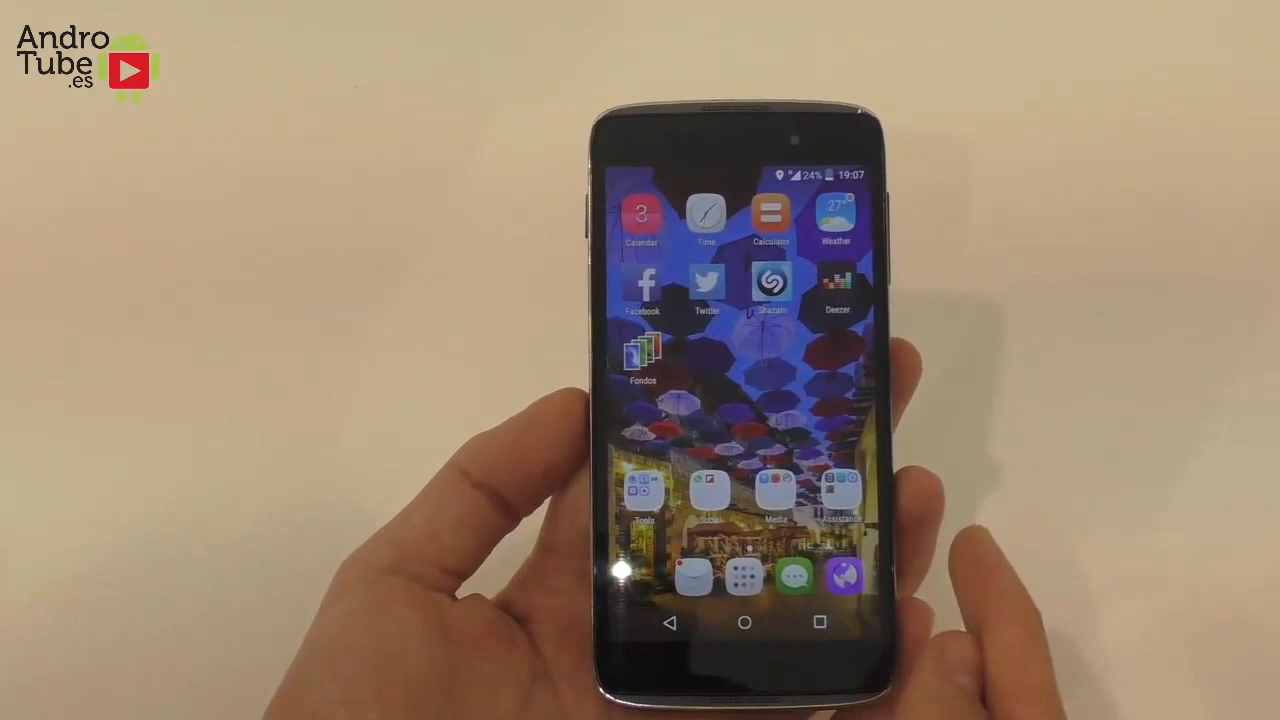 Andro
Tube
.es
24% 19:07
3
27°
Calendar Time Calculator Weather
Facebook Twitter Shazam Deezer
Fondos
Tools Social Media Assistance